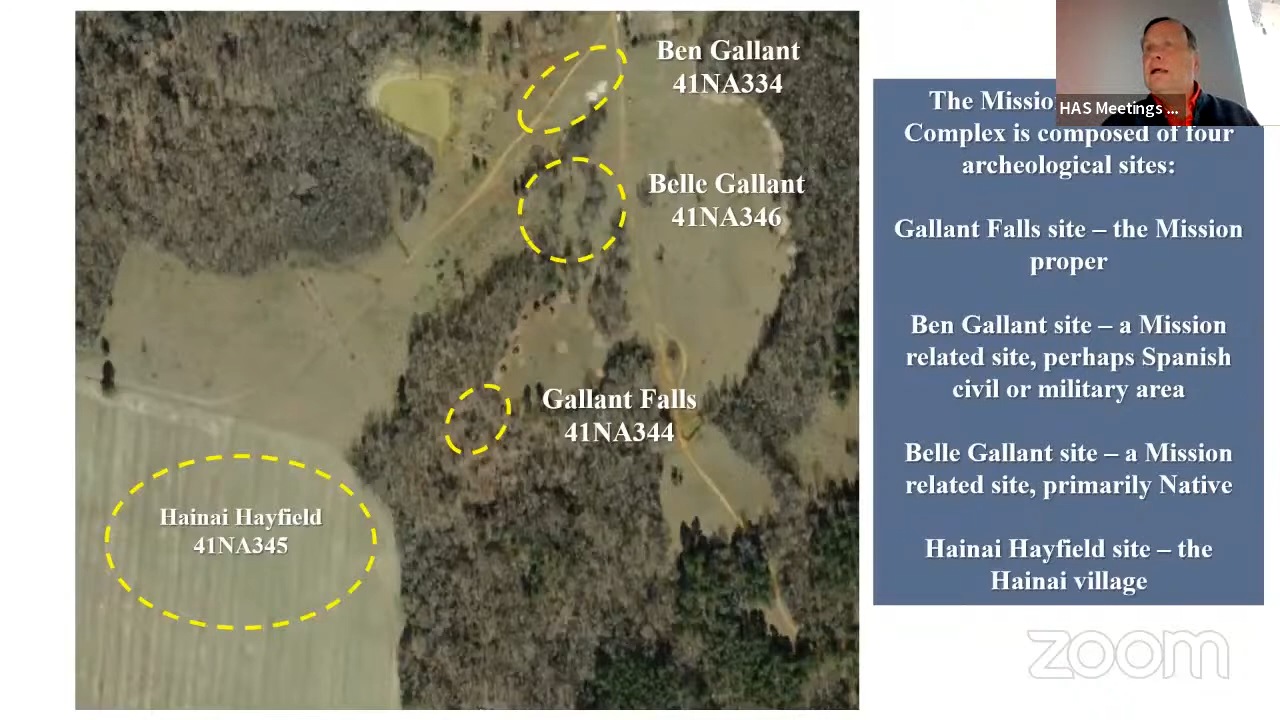 Ben Gallant
41NA334
Belle Gallant
41NA346
Gallant Falls
41NA344
Hainai Hayfield
41NA345
The
Complex is composed of four
archeological sites:
Gallant Falls site – the Mission
proper
Ben Gallant site – a Mission
related site, perhaps Spanish
civil or military area
Belle Gallant site – a Mission
related site, primarily Native
Hainai Hayfield site – the
Hainai village
HAS Meetings ...
zoom